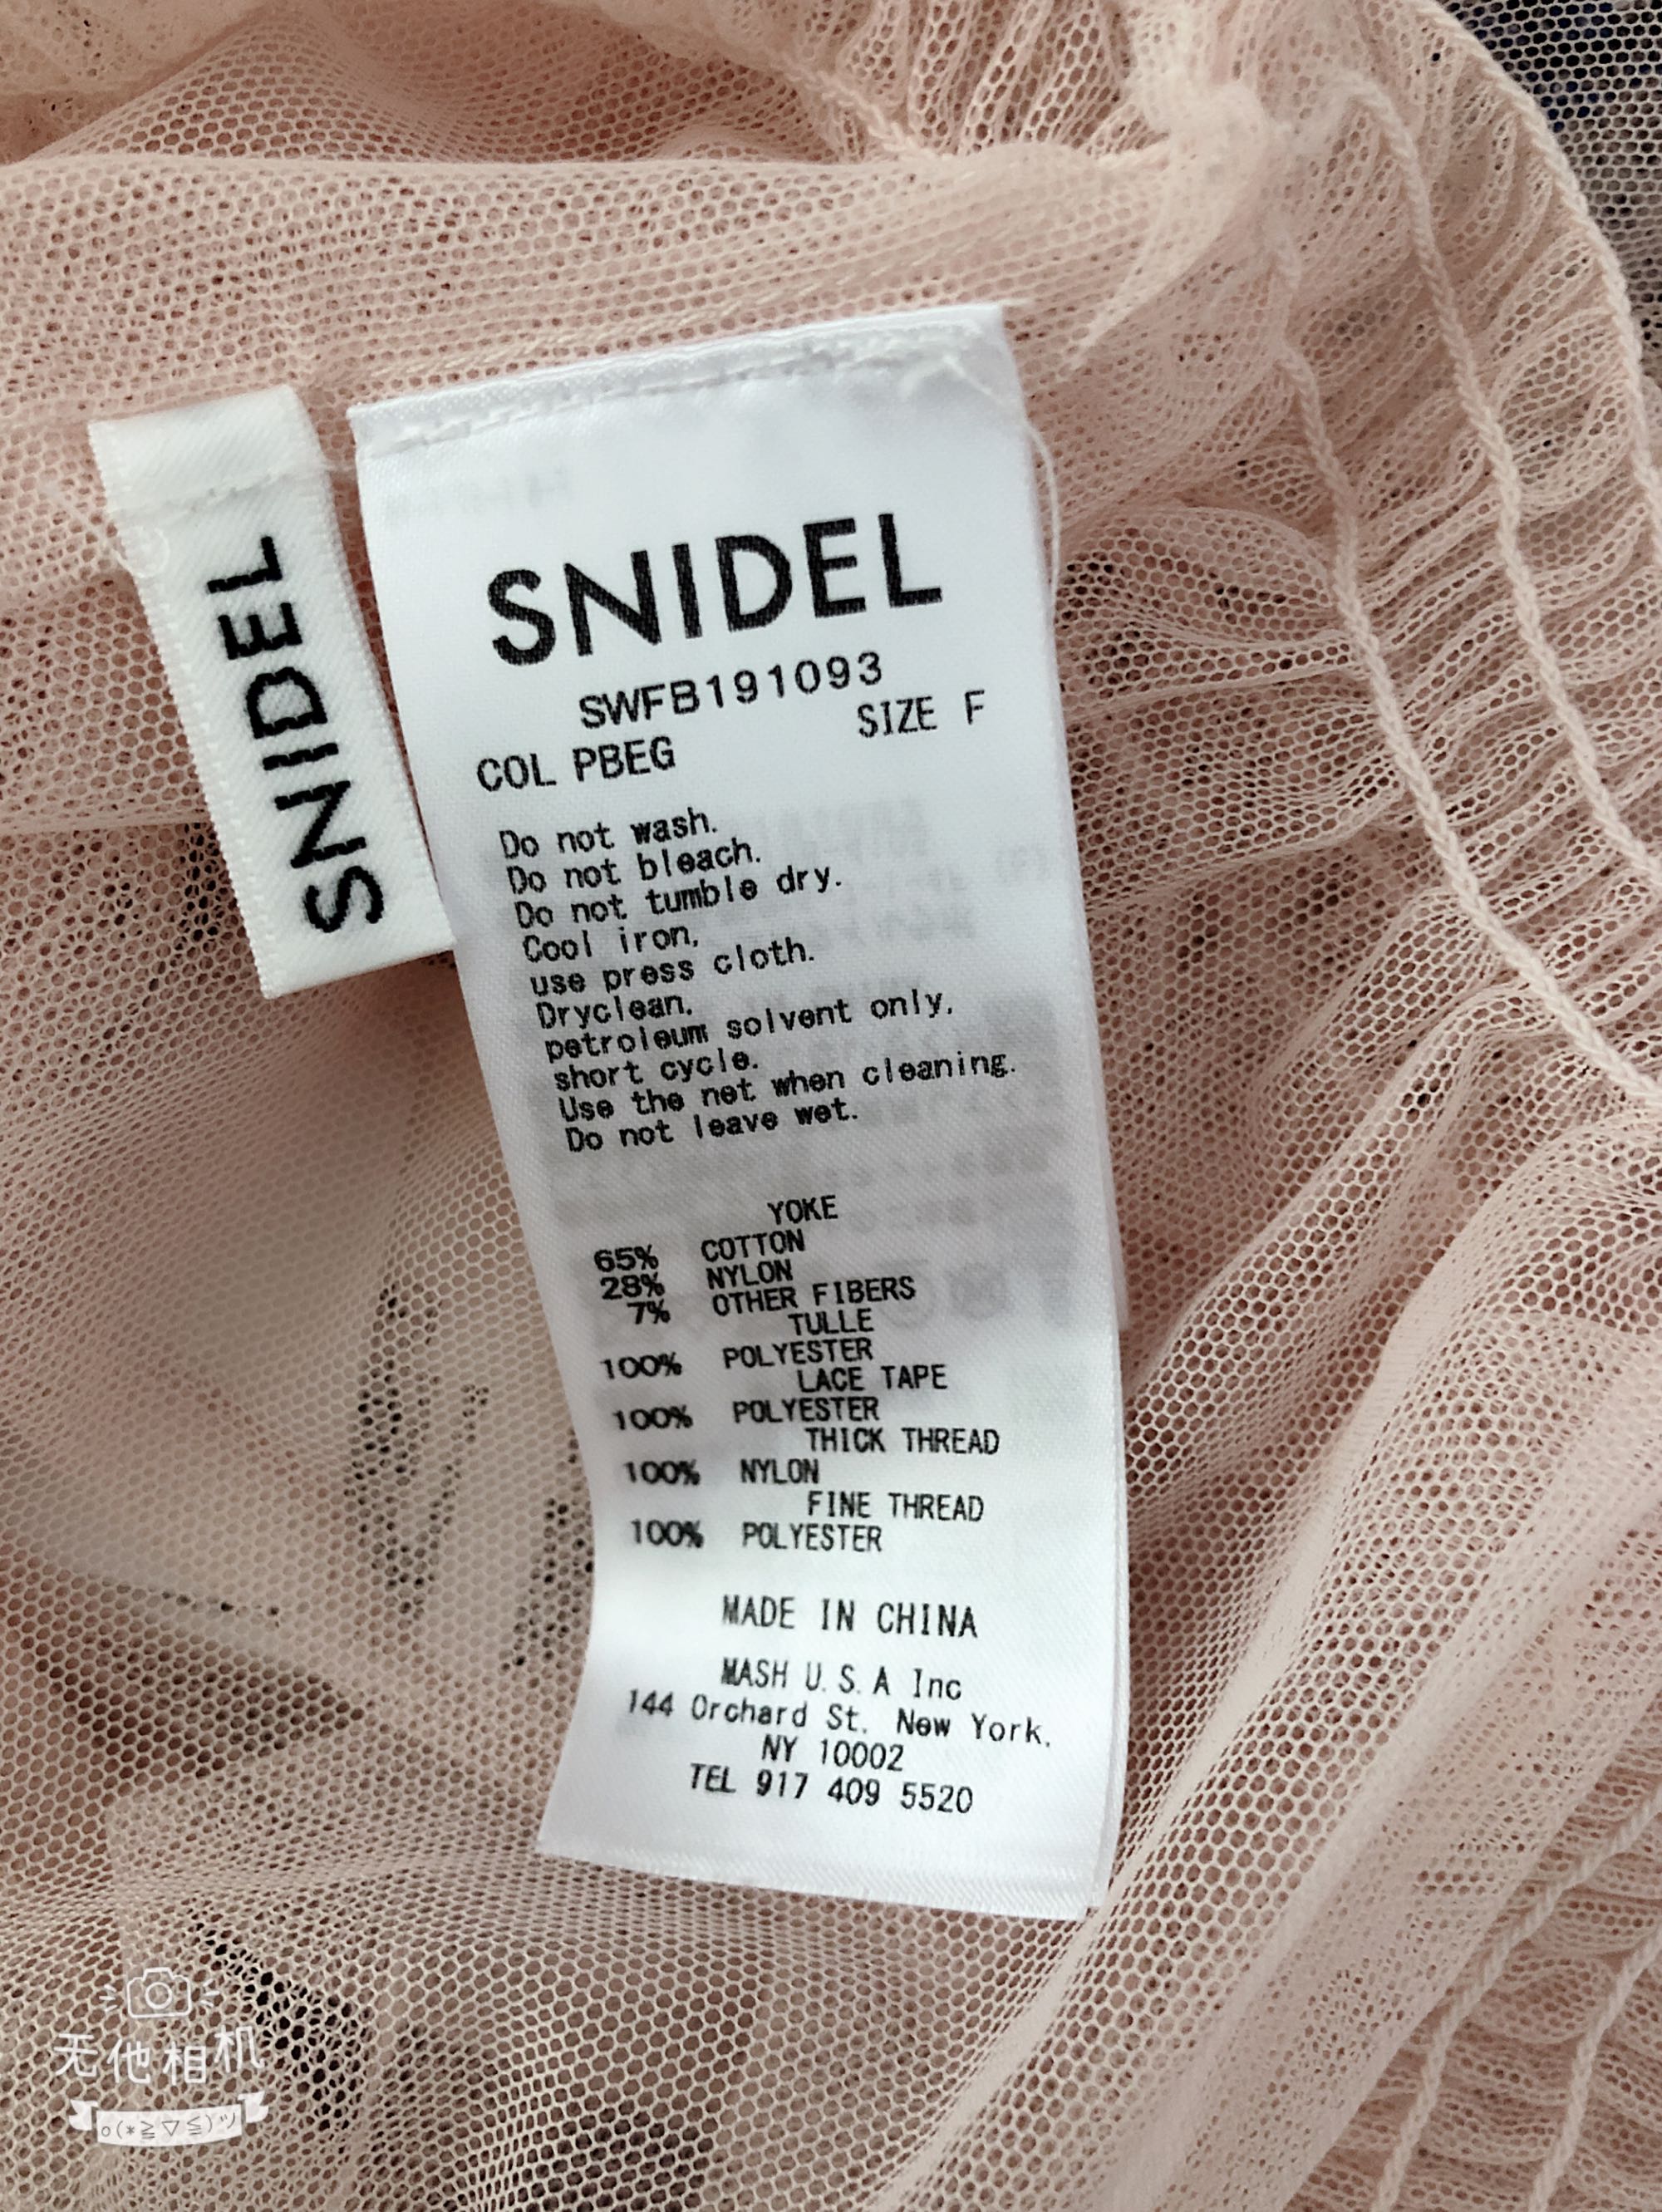 SNIDEL
SNIDEL
SWFB191093
COL PBEG SIZE F
Do not wash.
Do not bleach.
Do not tumble dry.
Cool iron,
use press cloth.
Dryclean,
petroleum solvent only,
short cycle.
Use the net when cleaning.
Do not leave wet.
YOKE
65% COTTON
28% NYLON
7% OTHER FIBERS
TULLE
100% POLYESTER
LACE TAPE
100% POLYESTER
THICK THREAD
100% NYLON
FINE THREAD
100% POLYESTER
MADE IN CHINA
MASH U.S.A Inc
144 Orchard St. New York,
NY 10002
TEL 917 409 5520
无他相机
o(*≧▽≦)ツ